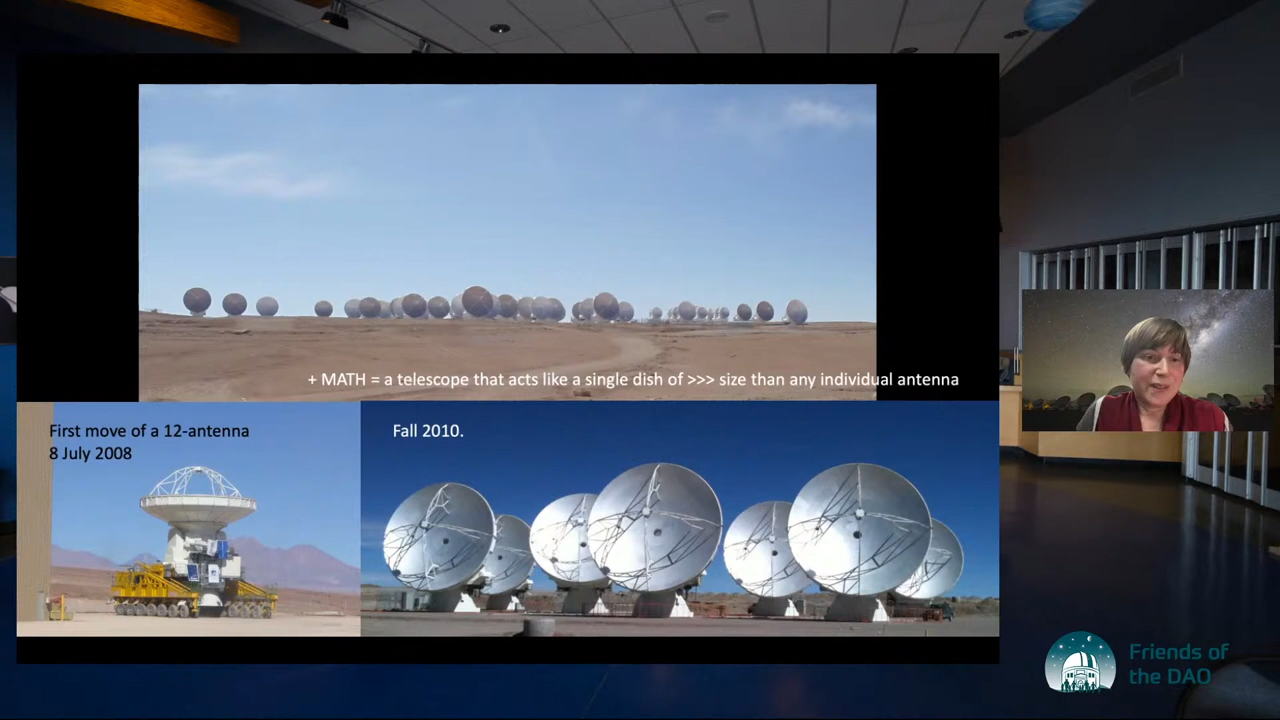 + MATH = a telescope that acts like a single dish of >>> size than any individual antenna
First move of a 12-antenna
8 July 2008
Fall 2010.
Friends of
the DAO